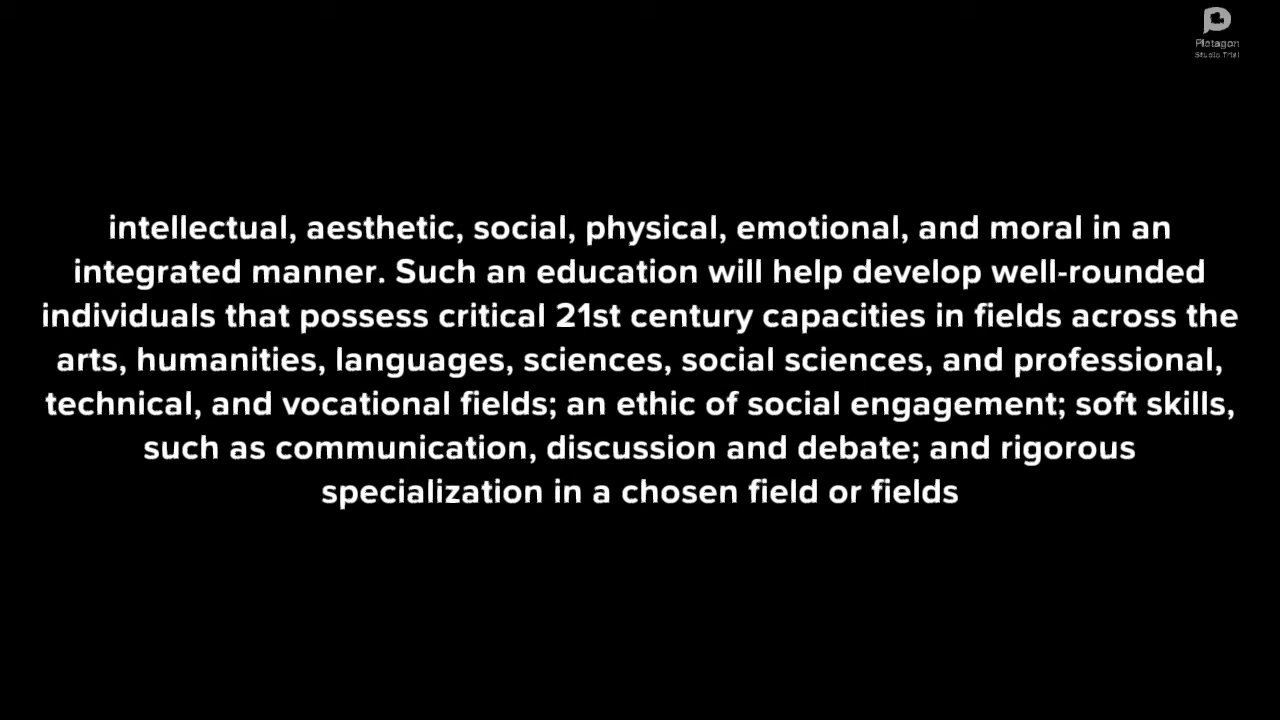 Plotagon
Studio Trial
intellectual, aesthetic, social, physical, emotional, and moral in an
integrated manner. Such an education will help develop well-rounded
individuals that possess critical 21st century capacities in fields across the
arts, humanities, languages, sciences, social sciences, and professional,
technical, and vocational fields; an ethic of social engagement; soft skills,
such as communication, discussion and debate; and rigorous
specialization in a chosen field or fields